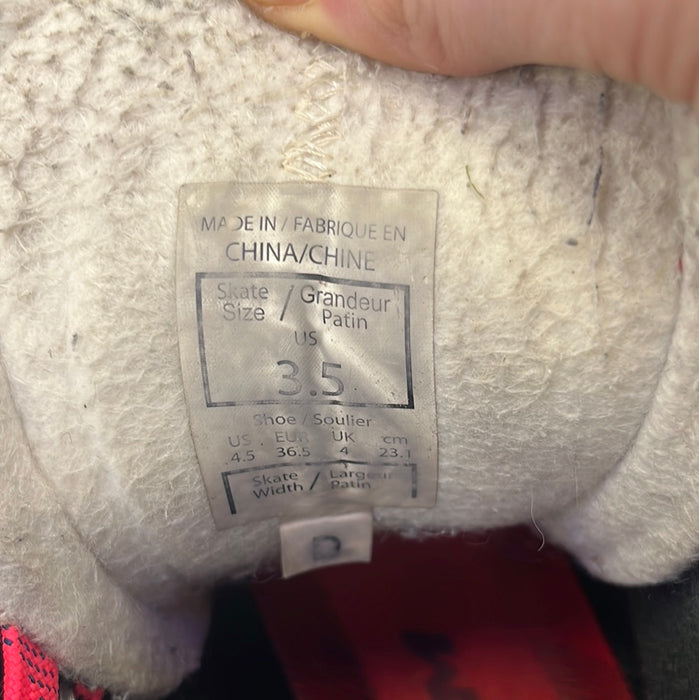 MADE IN / FABRIQUE EN
CHINA/CHINE
Skate Size / Grandeur Patin
US
3.5
Shoe / Soulier
US EUR UK cm
4.5 36.5 4 23.1
Skate Width / Largeur Patin
D